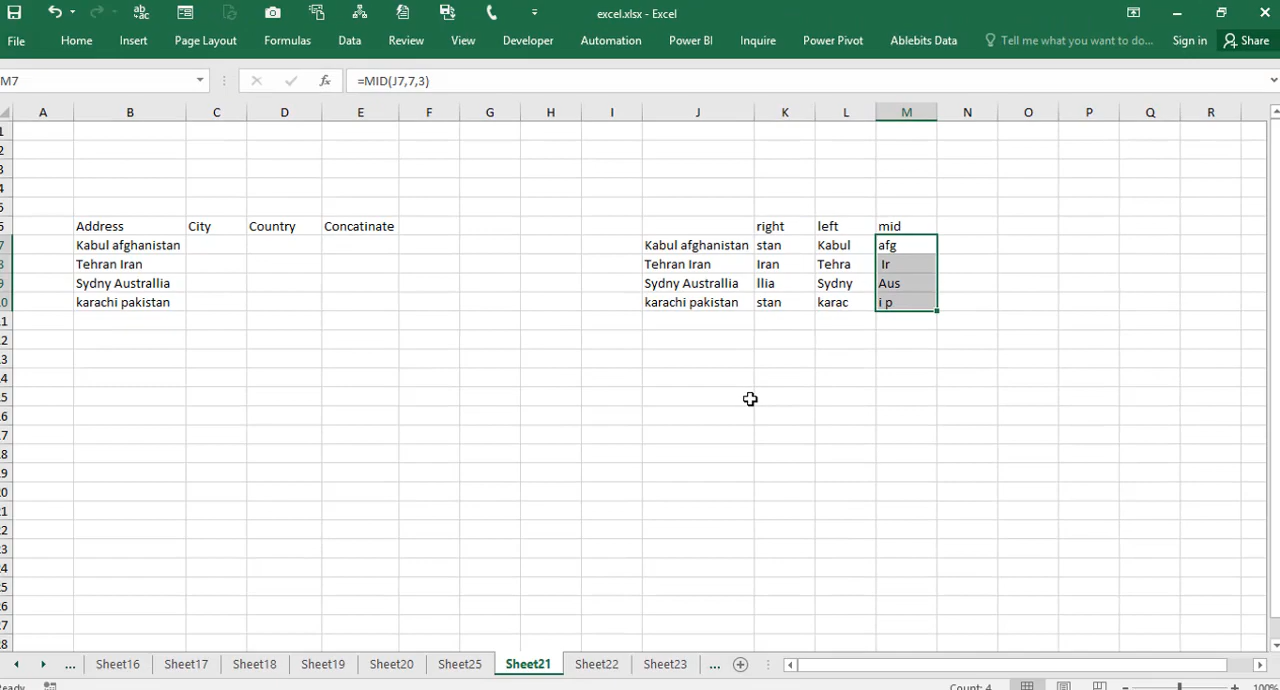 excel.xlsx - Excel
File Home Insert Page Layout Formulas Data Review View Developer Automation Power BI Inquire Power Pivot Ablebits Data Tell me what you want to do... Sign in Share
M7 =MID(J7,7,3)
A B C D E F G H I J K L M N O P Q R
Address City Country Concatinate right left mid
Kabul afghanistan Kabul afghanistan stan Kabul afg
Tehran Iran Tehran Iran Iran Tehra Ir
Sydny Australlia Sydny Australlia llia Sydny Aus
karachi pakistan karachi pakistan stan karac i p
... Sheet16 Sheet17 Sheet18 Sheet19 Sheet20 Sheet25 Sheet21 Sheet22 Sheet23 ...
Count: 4 100%